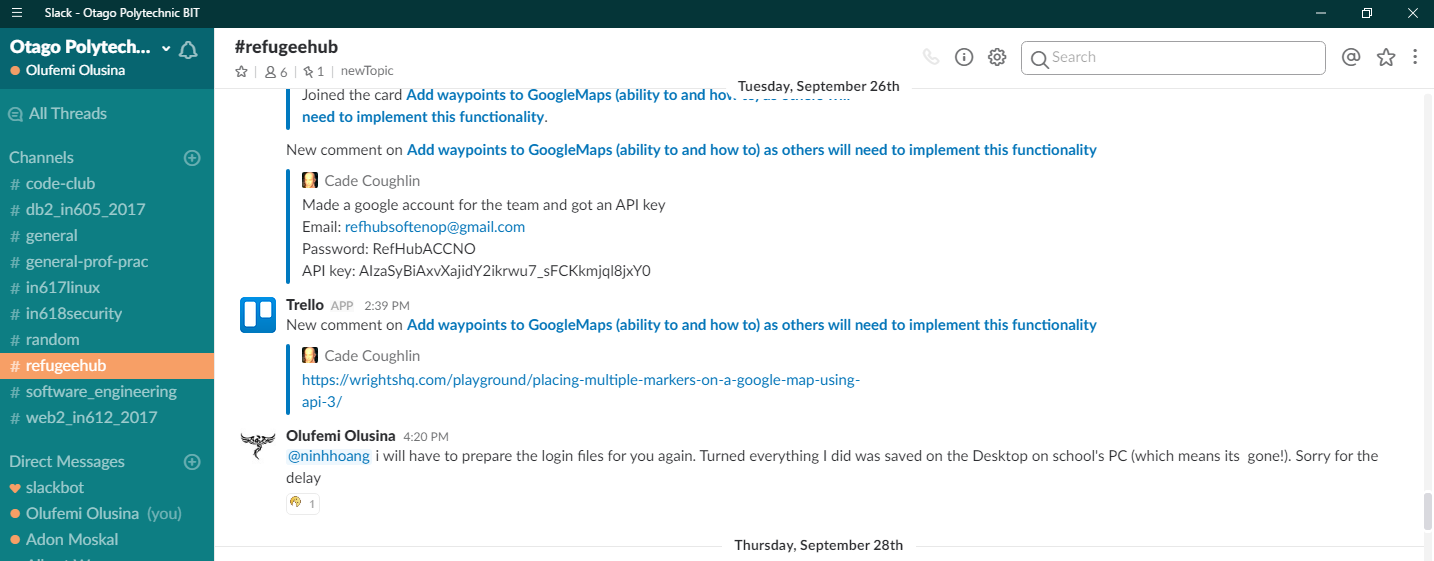 Slack - Otago Polytechnic BIT
Otago Polytech...
Olufemi Olusina
All Threads
Channels
# code-club
# db2_in605_2017
# general
# general-prof-prac
# in617linux
# in618security
# random
# refugeehub
# software_engineering
# web2_in612_2017
Direct Messages
slackbot
Olufemi Olusina (you)
Adon Moskal
#refugeehub
6
1
newTopic
Search
Tuesday, September 26th
Joined the card Add waypoints to GoogleMaps (ability to and how to) as others will
need to implement this functionality.
New comment on Add waypoints to GoogleMaps (ability to and how to) as others will need to implement this functionality
Cade Coughlin
Made a google account for the team and got an API key
Email: refhubsoftenop@gmail.com
Password: RefHubACCNO
API key: AIzaSyBiAxvXajidY2ikrwu7_sFCKkmjql8jxY0
Trello APP 2:39 PM
New comment on Add waypoints to GoogleMaps (ability to and how to) as others will need to implement this functionality
Cade Coughlin
https://wrightshq.com/playground/placing-multiple-markers-on-a-google-map-using-
api-3/
Olufemi Olusina 4:20 PM
@ninhhoang i will have to prepare the login files for you again. Turned everything I did was saved on the Desktop on school's PC (which means its gone!). Sorry for the
delay
1
Thursday, September 28th